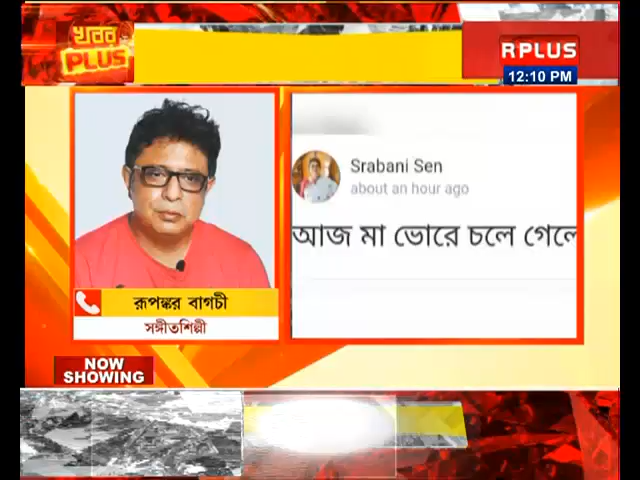 খবর
PLUS
RPLUS
12:10 PM
Srabani Sen
about an hour ago
আজ মা ভোরে চলে গেলে
রূপঙ্কর বাগচী
সঙ্গীতশিল্পী
NOW
SHOWING